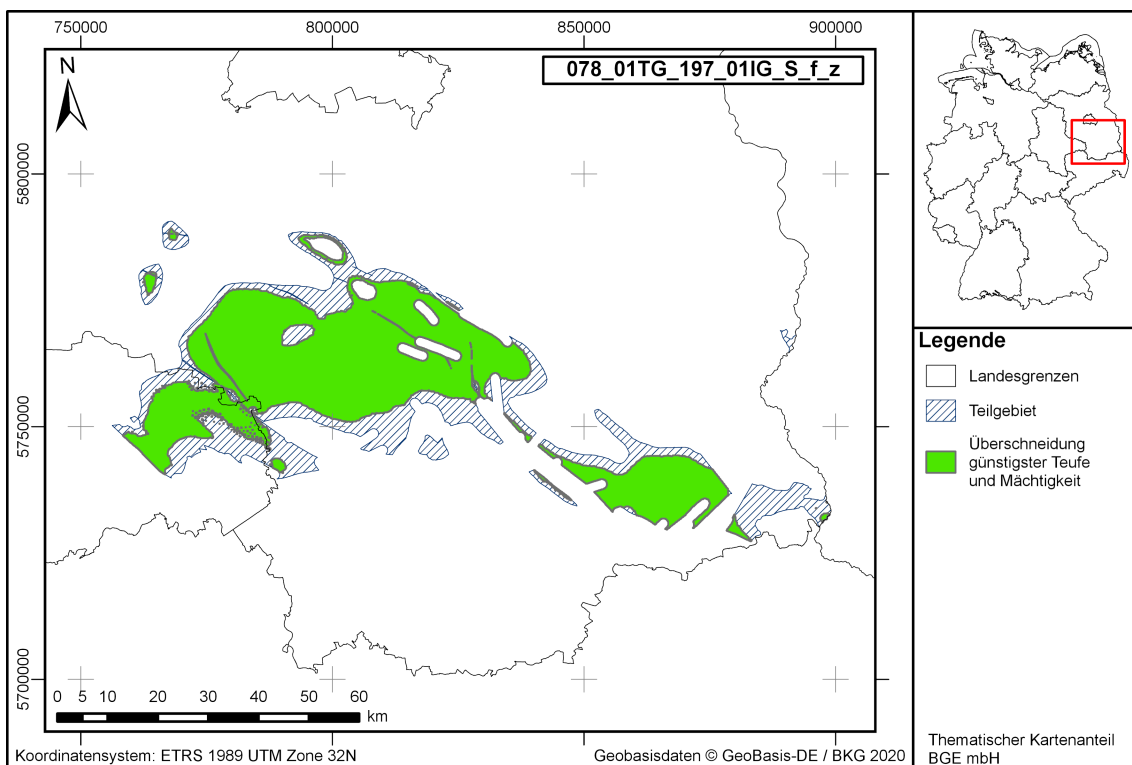 750000 800000 850000 900000
N
078_01TG_197_01IG_S_f_z
5800000
5750000
5700000
0 5 10 20 30 40 50 60
km
Koordinatensystem: ETRS 1989 UTM Zone 32N
Geobasisdaten © GeoBasis-DE / BKG 2020
Legende
Landesgrenzen
Teilgebiet
Überschneidung
günstigster Teufe
und Mächtigkeit
Thematischer Kartenanteil
BGE mbH